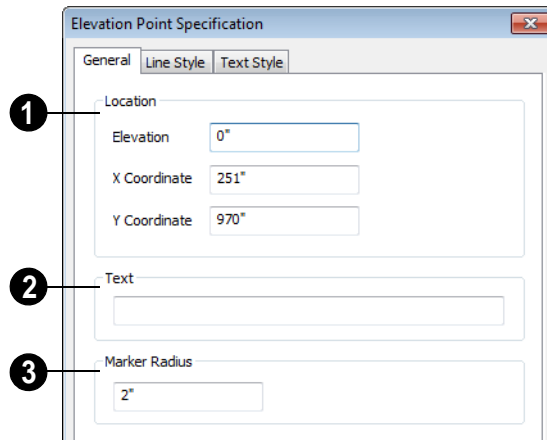 Elevation Point Specification
General Line Style Text Style
1 Location
Elevation 0"
X Coordinate 251"
Y Coordinate 970"
2 Text
3 Marker Radius
2"